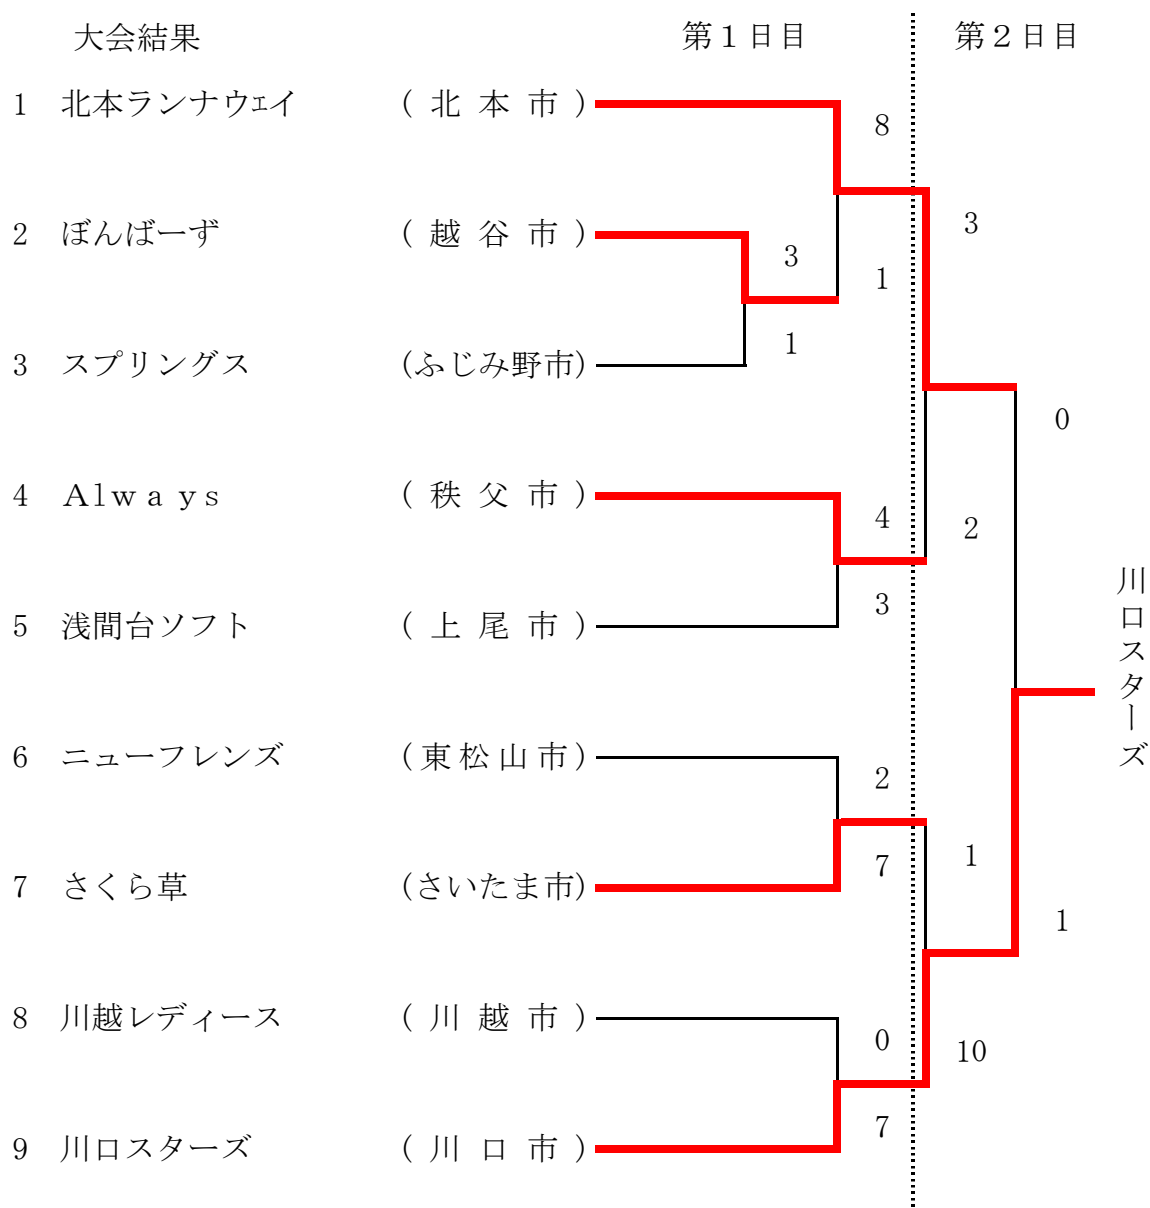 大会結果 第１日目 第２日目
1 北本ランナウェイ (北本市)
8
2 ぼんばーず (越谷市)
3
3
1
1
3 スプリングス (ふじみ野市)
0
4 Always (秩父市)
4
2
3
5 浅間台ソフト (上尾市)
川口スターズ
6 ニューフレンズ (東松山市)
2
1
7
7 さくら草 (さいたま市)
1
8 川越レディース (川越市)
0
10
7
9 川口スターズ (川口市)